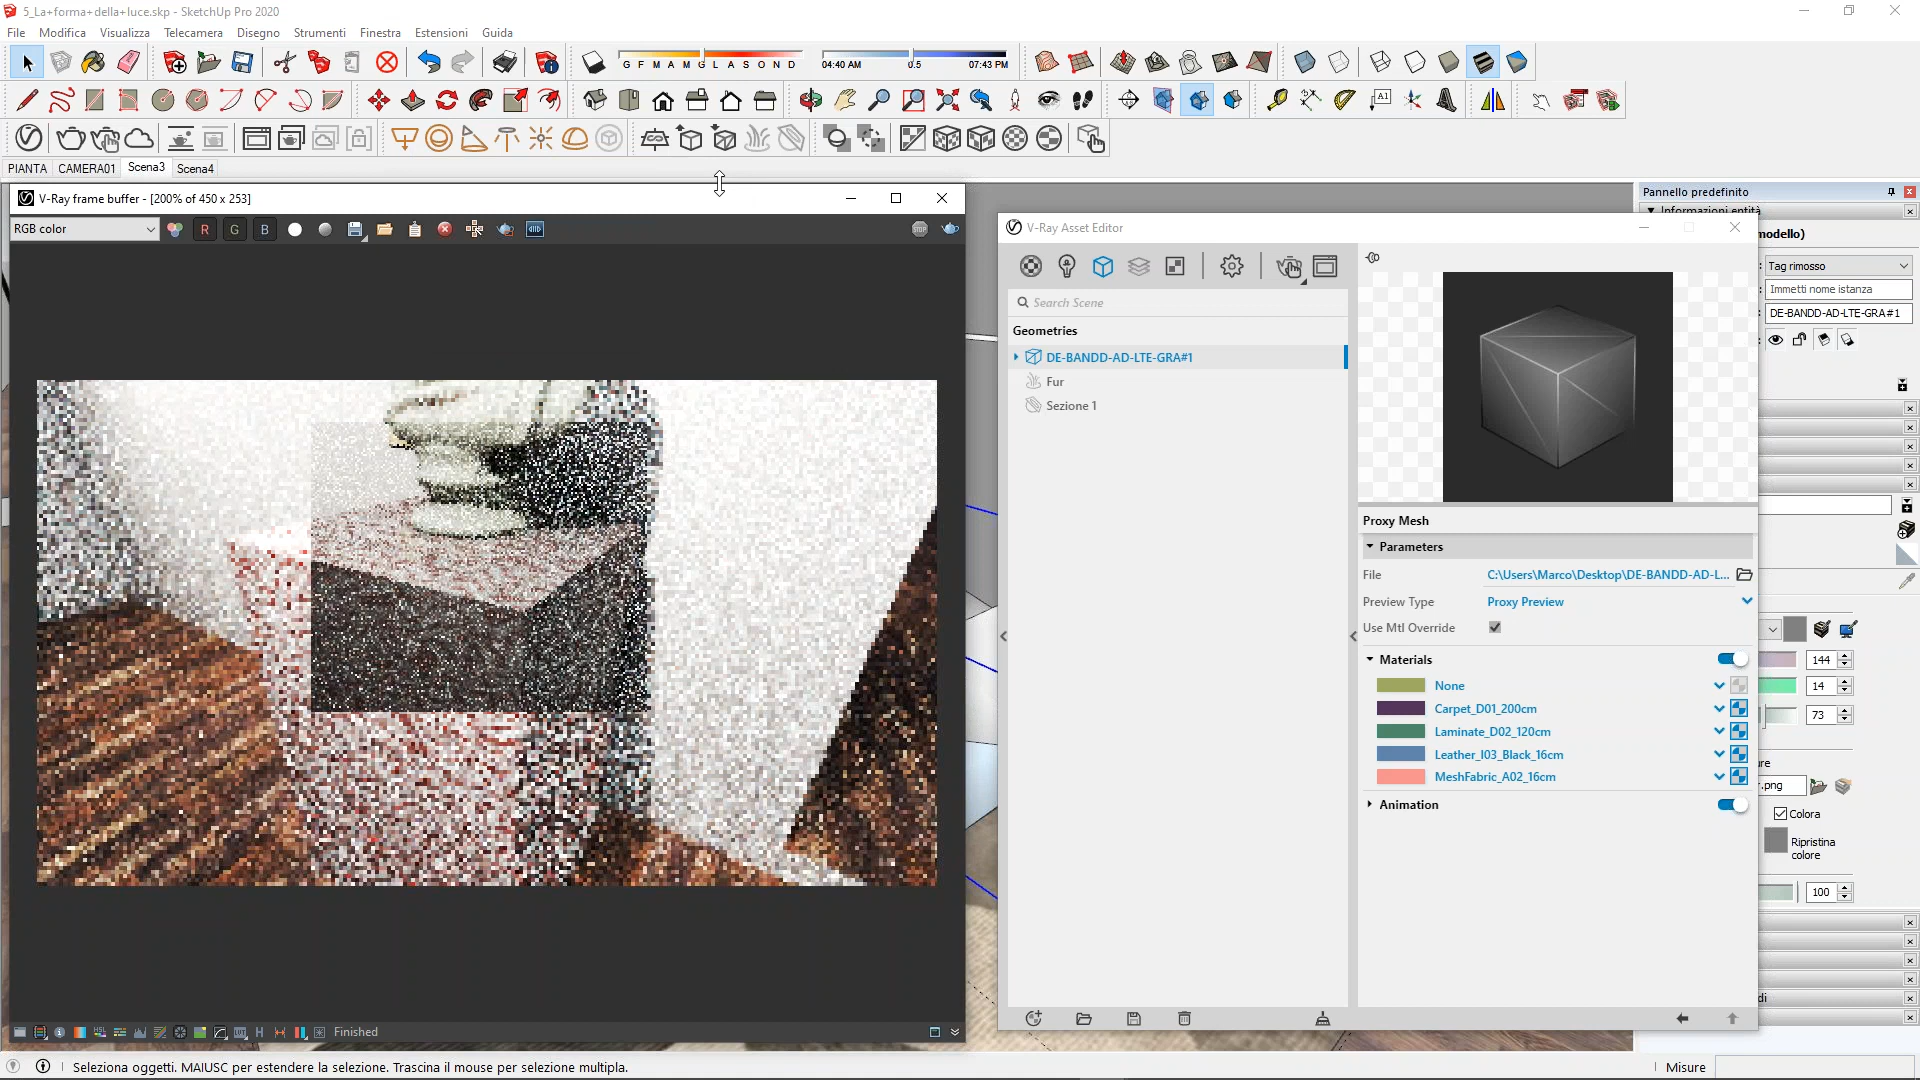 5_La+forma+della+luce.skp - SketchUp Pro 2020
File Modifica Visualizza Telecamera Disegno Strumenti Finestra Estensioni Guida
G F M A M G L A S O N D 04:40 AM 0.5 07:43 PM
PIANTA CAMERA01 Scena3 Scena4
V-Ray frame buffer - [200% of 450 x 253]
RGB color R G B
STOP
Finished
V-Ray Asset Editor
Search Scene
Geometries
DE-BANDD-AD-LTE-GRA#1
Fur
Sezione 1
Proxy Mesh
Parameters
File C:\Users\Marco\Desktop\DE-BANDD-AD-L...
Preview Type Proxy Preview
Use Mtl Override
Materials
None
Carpet_D01_200cm
Laminate_D02_120cm
Leather_I03_Black_16cm
MeshFabric_A02_16cm
Animation
Pannello predefinito
Informazioni entità
modello)
Tag rimosso
Immetti nome istanza
DE-BANDD-AD-LTE-GRA#1
144
14
73
ure
r.png
Colora
Ripristina
colore
100
di
Seleziona oggetti. MAIUSC per estendere la selezione. Trascina il mouse per selezione multipla.
Misure